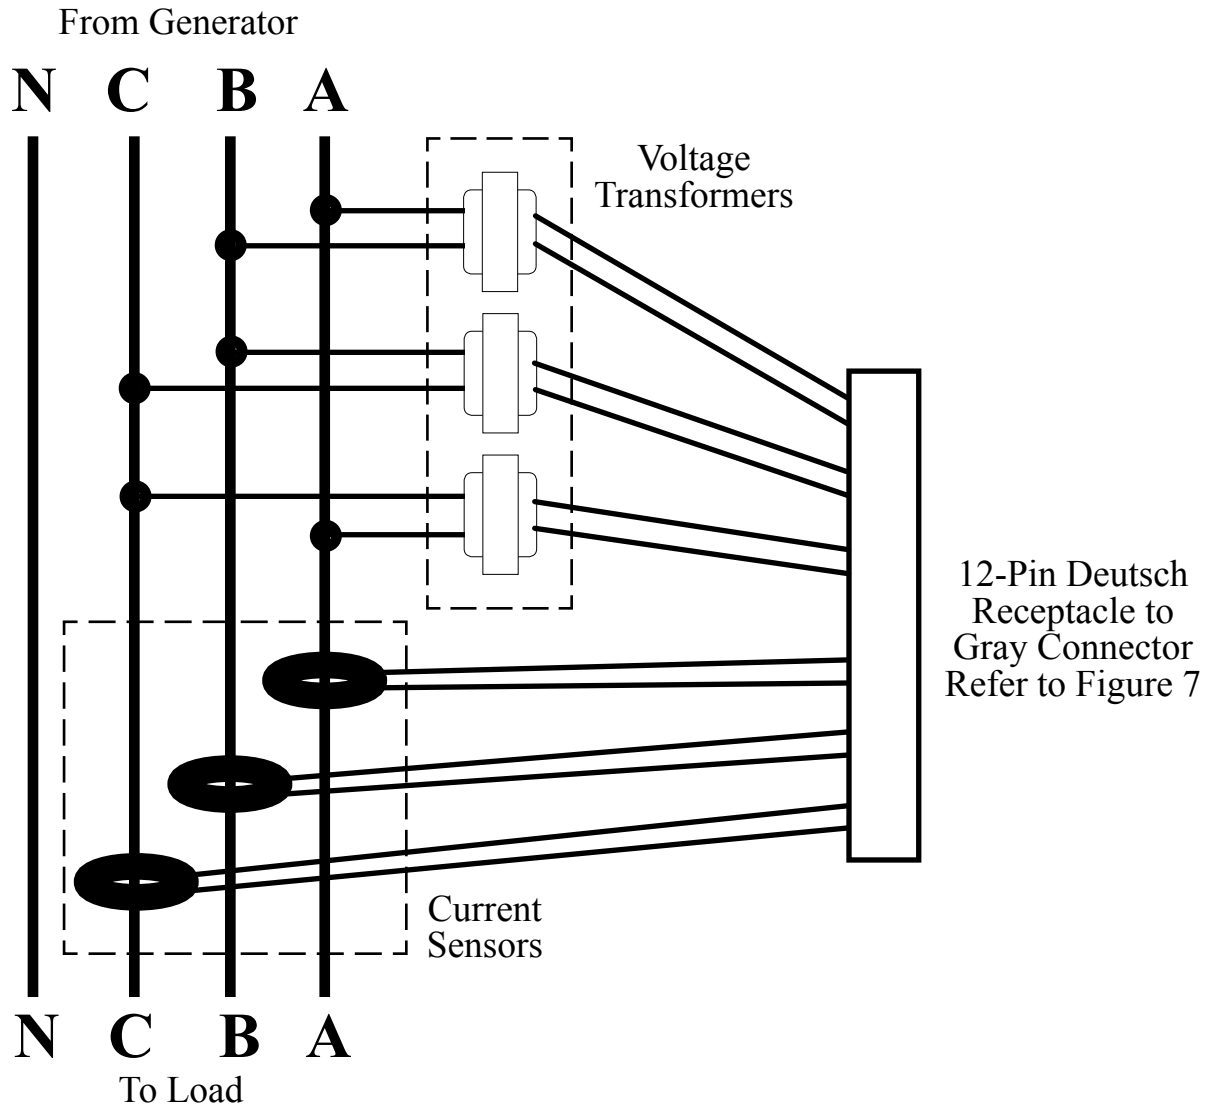 From Generator
N C B A
Voltage
Transformers
12-Pin Deutsch
Receptacle to
Gray Connector
Refer to Figure 7
Current
Sensors
N C B A
To Load